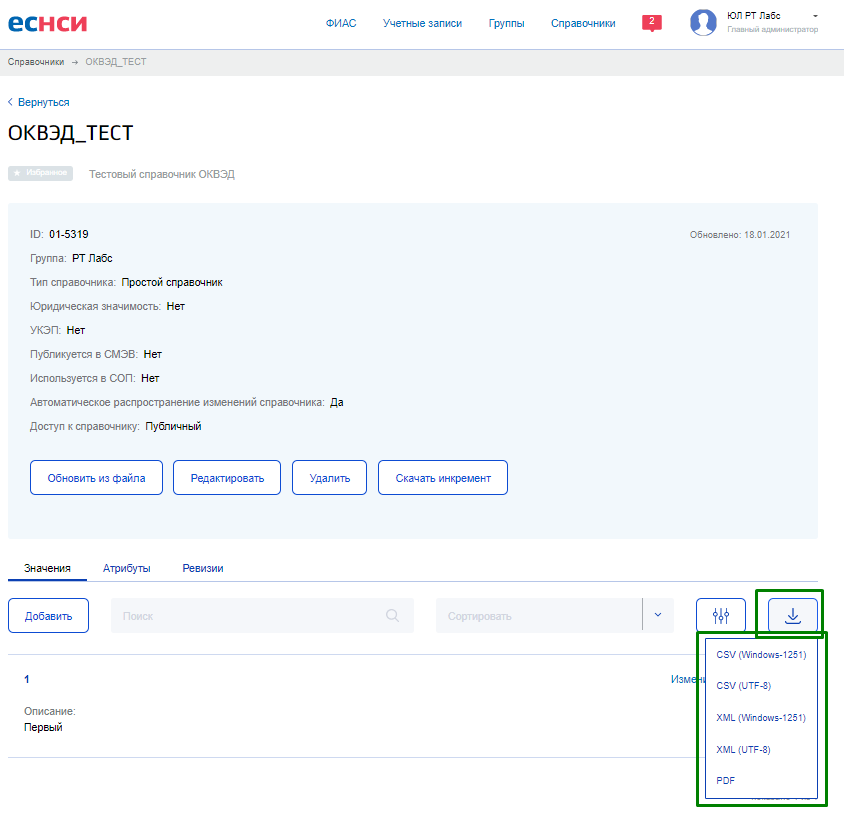 еснси
ФИАС Учетные записи Группы Справочники 2 ЮЛ РТ Лабс
Главный администратор
Справочники → ОКВЭД_ТЕСТ
Вернуться
ОКВЭД_ТЕСТ
Избранное Тестовый справочник ОКВЭД
ID: 01-5319 Обновлено: 18.01.2021
Группа: РТ Лабс
Тип справочника: Простой справочник
Юридическая значимость: Нет
УКЭП: Нет
Публикуется в СМЭВ: Нет
Используется в СОП: Нет
Автоматическое распространие изменений справочника: Да
Доступ к справочнику: Публичный
Обновить из файла Редактировать Удалить Скачать инкремент
Значения Атрибуты Ревизии
Добавить Поиск Сортировать
CSV (Windows-1251)
1 Измени
CSV (UTF-8)
Описание:
XML (Windows-1251)
Первый
XML (UTF-8)
PDF